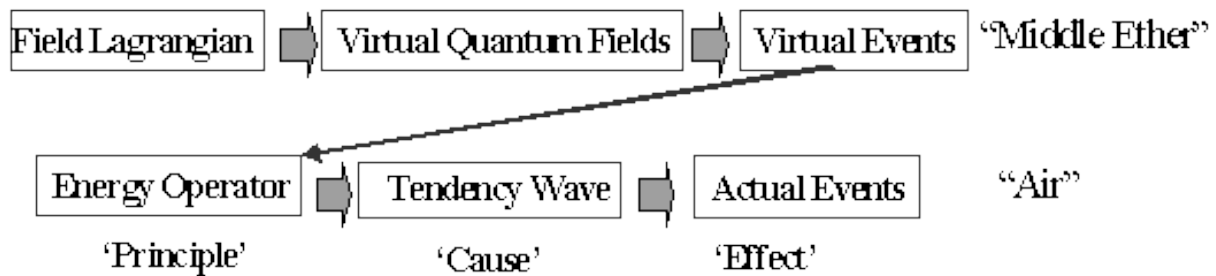 Field Lagrangian Virtual Quantum Fields Virtual Events “Middle Ether”
Energy Operator Tendency Wave Actual Events “Air”
‘Principle’ ‘Cause’ ‘Effect’